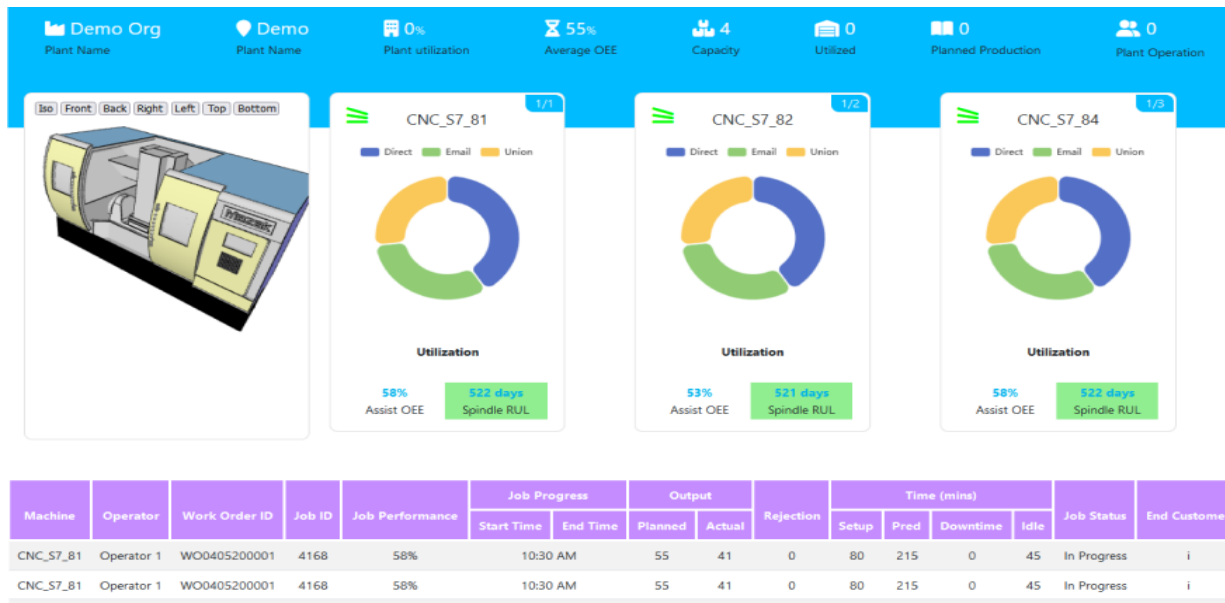 Demo Org Demo 0% 55% 4 0 0 0
Plant Name Plant Name Plant utilization Average OEE Capacity Utilized Planned Production Plant Operation
Iso Front Back Right Left Top Bottom
Mazak
1/1
CNC_S7_81
Direct Email Union
Utilization
58% 522 days
Assist OEE Spindle RUL
1/2
CNC_S7_82
Direct Email Union
Utilization
53% 521 days
Assist OEE Spindle RUL
1/3
CNC_S7_84
Direct Email Union
Utilization
58% 522 days
Assist OEE Spindle RUL
Job Progress Output Time (mins)
Machine Operator Work Order ID Job ID Job Performance Rejection Job Status End Custome
Start Time End Time Planned Actual Setup Pred Downtime Idle
CNC_S7_81 Operator 1 WO0405200001 4168 58% 10:30 AM 55 41 0 80 215 0 45 In Progress i
CNC_S7_81 Operator 1 WO0405200001 4168 58% 10:30 AM 55 41 0 80 215 0 45 In Progress i